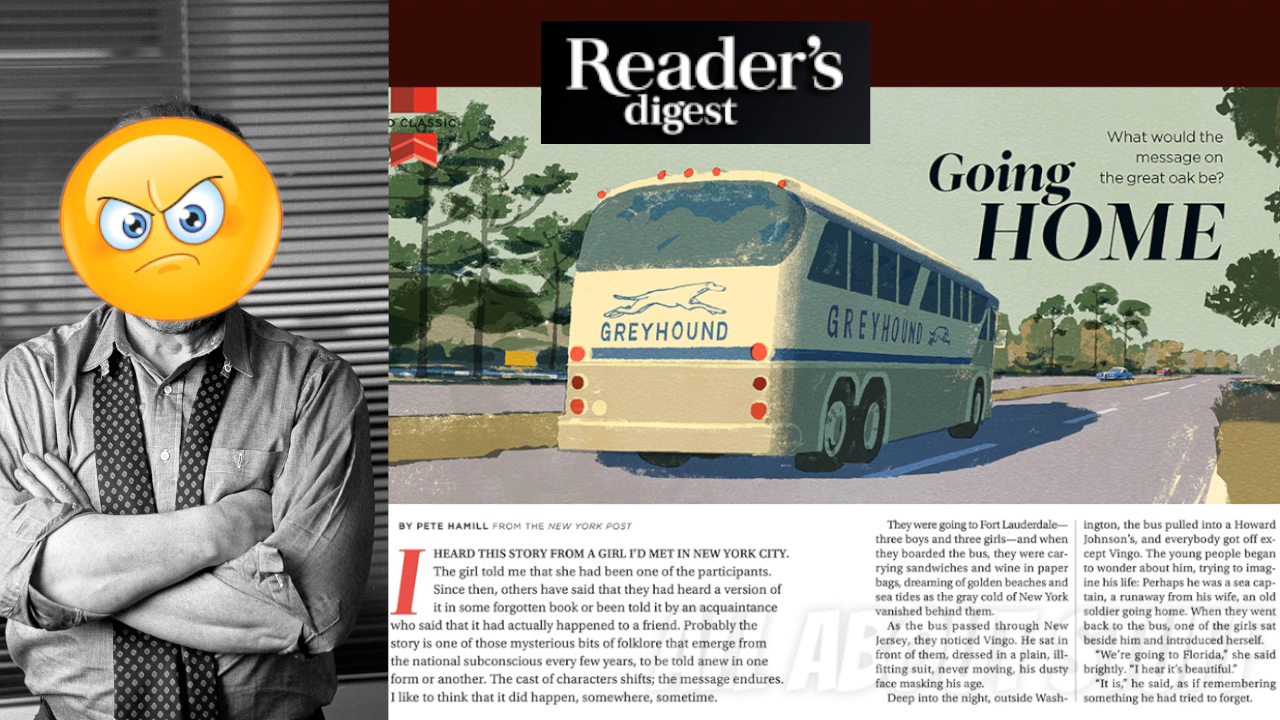 Reader's
digest
D CLASSIC
What would the
message on
the great oak be?
Going
HOME
GREYHOUND
GREYHOUND
BY PETE HAMILL FROM THE NEW YORK POST
I HEARD THIS STORY FROM A GIRL I'D MET IN NEW YORK CITY.
The girl told me that she had been one of the participants.
Since then, others have said that they had heard a version of
it in some forgotten book or been told it by an acquaintance
who said that it had actually happened to a friend. Probably the
story is one of those mysterious bits of folklore that emerge from
the national subconscious every few years, to be told anew in one
form or another. The cast of characters shifts; the message endures.
I like to think that it did happen, somewhere, sometime.
They were going to Fort Lauderdale—
three boys and three girls—and when
they boarded the bus, they were car-
rying sandwiches and wine in paper
bags, dreaming of golden beaches and
sea tides as the gray cold of New York
vanished behind them.
As the bus passed through New
Jersey, they noticed Vingo. He sat in
front of them, dressed in a plain, ill-
fitting suit, never moving, his dusty
face masking his age.
Deep into the night, outside Wash-
ington, the bus pulled into a Howard
Johnson's, and everybody got off ex-
cept Vingo. The young people began
to wonder about him, trying to imag-
ine his life: Perhaps he was a sea cap-
tain, a runaway from his wife, an old
soldier going home. When they went
back to the bus, one of the girls sat
beside him and introduced herself.
"We're going to Florida," she said
brightly. "I hear it's beautiful."
"It is," he said, as if remembering
something he had tried to forget.